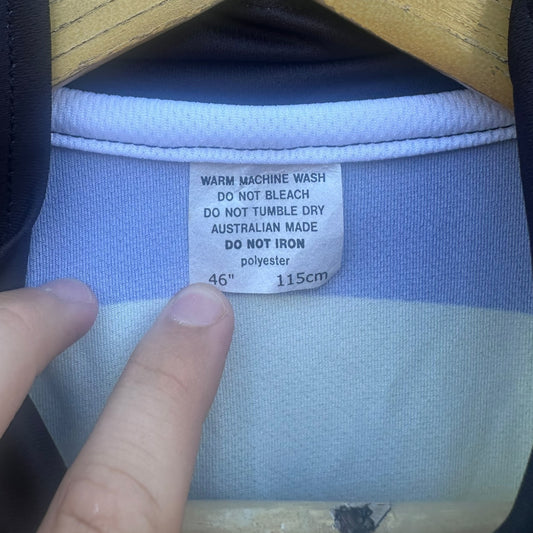 WARM MACHINE WASH
DO NOT BLEACH
DO NOT TUMBLE DRY
AUSTRALIAN MADE
DO NOT IRON
polyester
46" 115cm